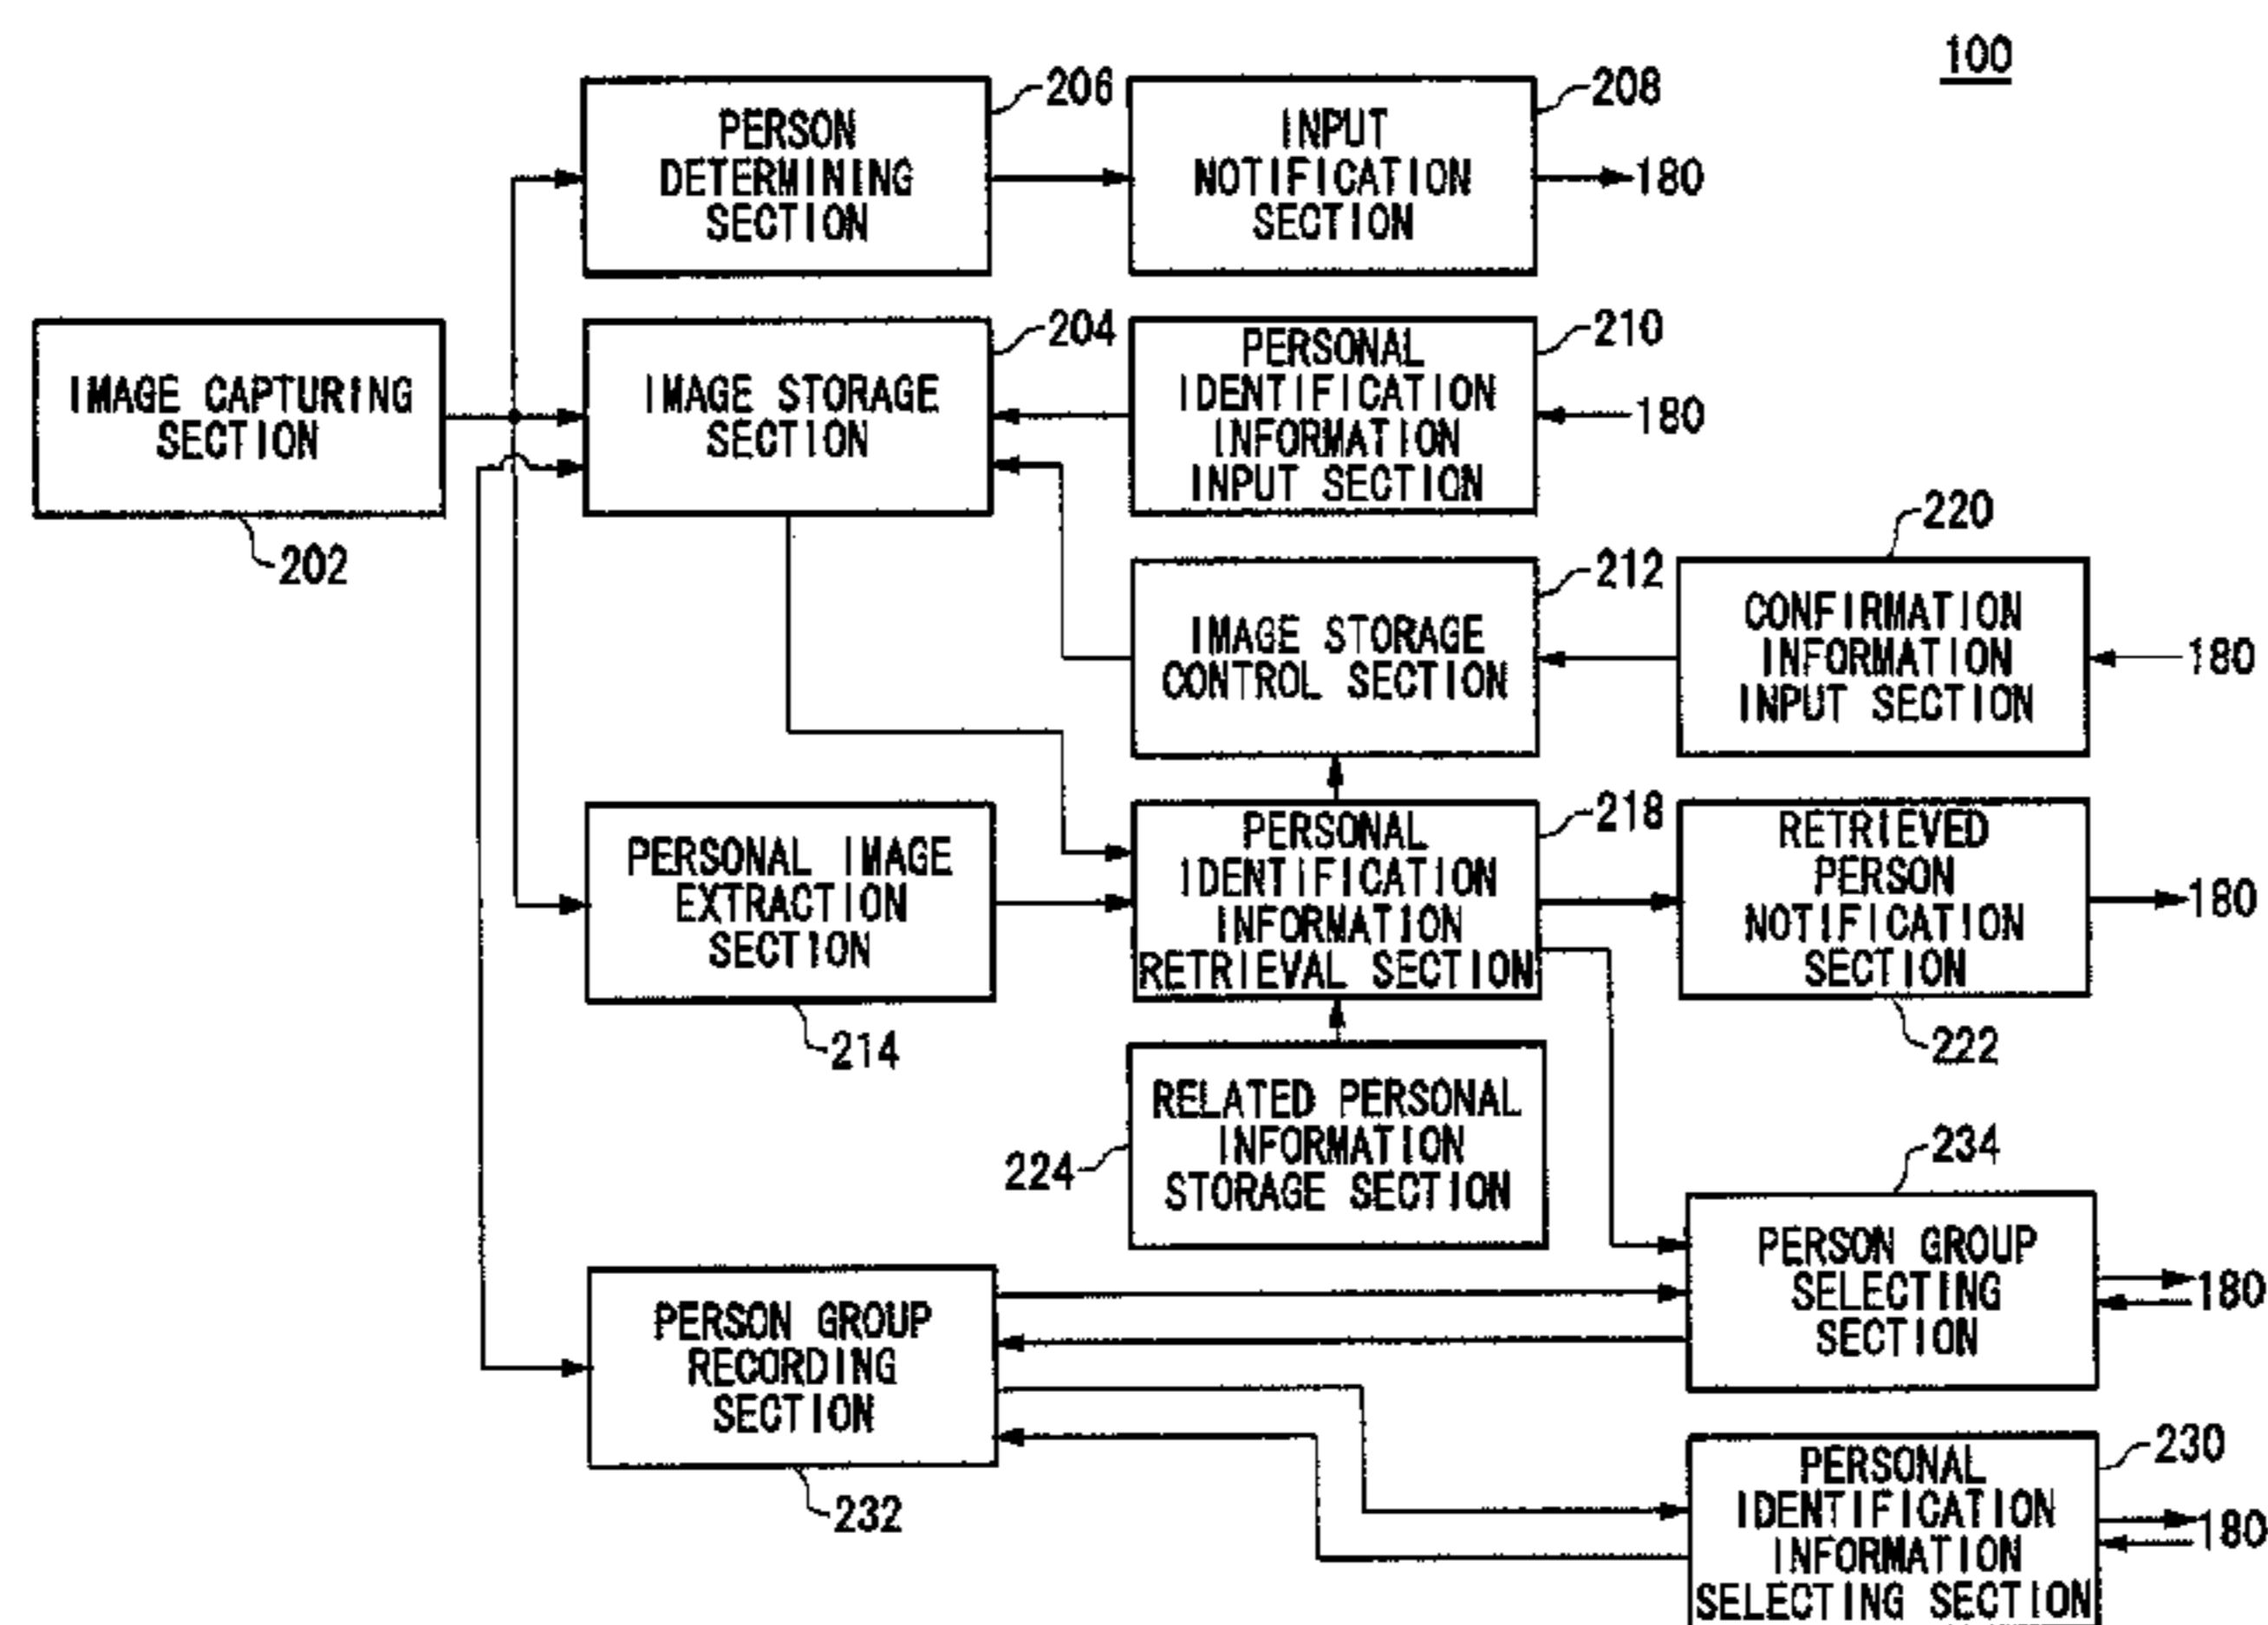 100
PERSON
DETERMINING
SECTION
206
INPUT
NOTIFICATION
SECTION
208
180
IMAGE CAPTURING
SECTION
202
IMAGE STORAGE
SECTION
204
PERSONAL
IDENTIFICATION
INFORMATION
INPUT SECTION
210
180
IMAGE STORAGE
CONTROL SECTION
212
CONFIRMATION
INFORMATION
INPUT SECTION
220
180
PERSONAL IMAGE
EXTRACTION
SECTION
214
PERSONAL
IDENTIFICATION
INFORMATION
RETRIEVAL SECTION
218
RETRIEVED
PERSON
NOTIFICATION
SECTION
222
180
RELATED PERSONAL
INFORMATION
STORAGE SECTION
224
PERSON GROUP
SELECTING
SECTION
234
180
PERSON GROUP
RECORDING
SECTION
232
PERSONAL
IDENTIFICATION
INFORMATION
SELECTING SECTION
230
180